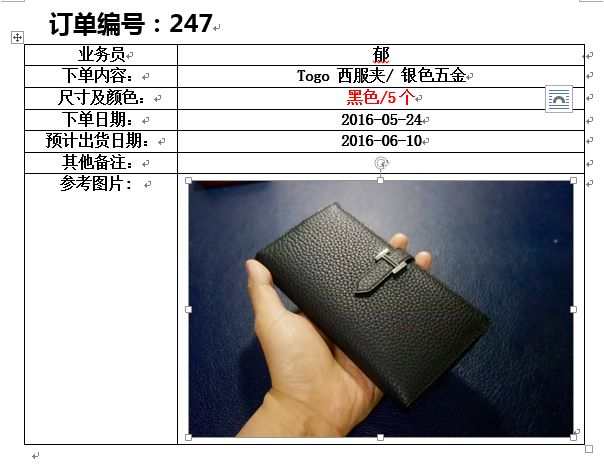 订单编号：247
业务员 郁
下单内容： Togo 西服夹/ 银色五金
尺寸及颜色： 黑色/5个
下单日期： 2016-05-24
预计出货日期： 2016-06-10
其他备注：
参考图片：